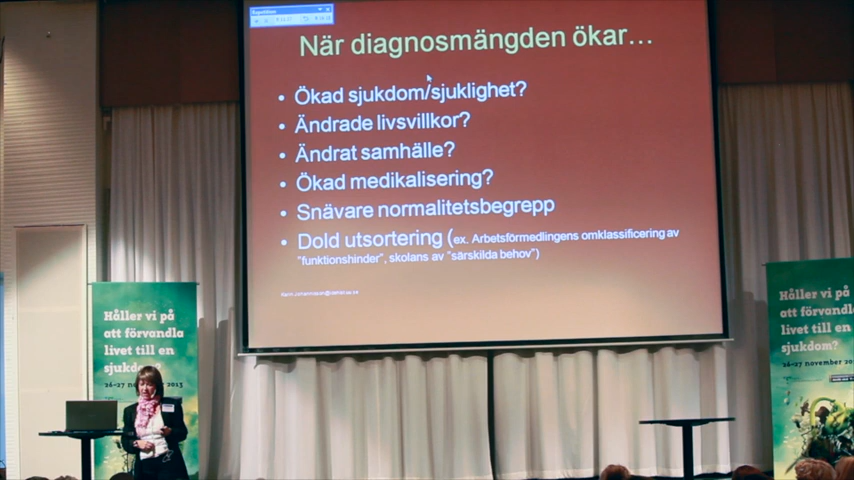 När diagnosmängden ökar...
• Ökad sjukdom/sjuklighet?
• Ändrade livsvillkor?
• Ändrat samhälle?
• Ökad medikalisering?
• Snävare normalitetsbegrepp
• Dold utsortering (ex. Arbetsförmedlingens omklassificering av
"funktionshinder", skolans av "särskilda behov")
Håller vi på
att förvandla
livet till en
sjukdom?
26-27 november 2013
Håller vi på
att förvandla
livet till en
sjukdom?
26-27 november